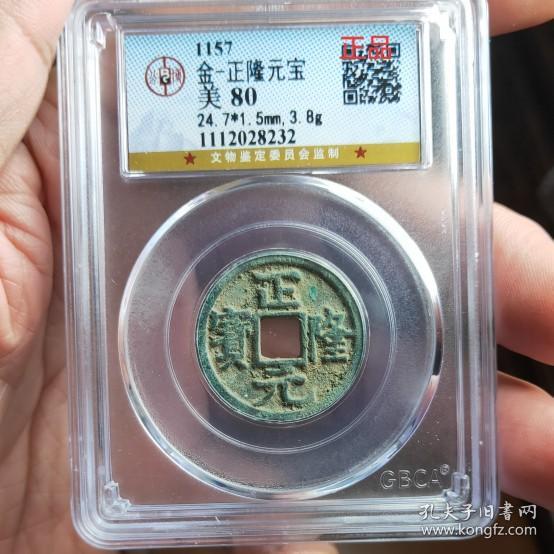 1157
正品
金-正隆元宝
美 80
24.7*1.5mm,3.8g
1112028232
★ 文物鉴定委员会监制 ★
正
寶 隆
元
GBCA®
孔夫子旧书网
www.kongfz.com